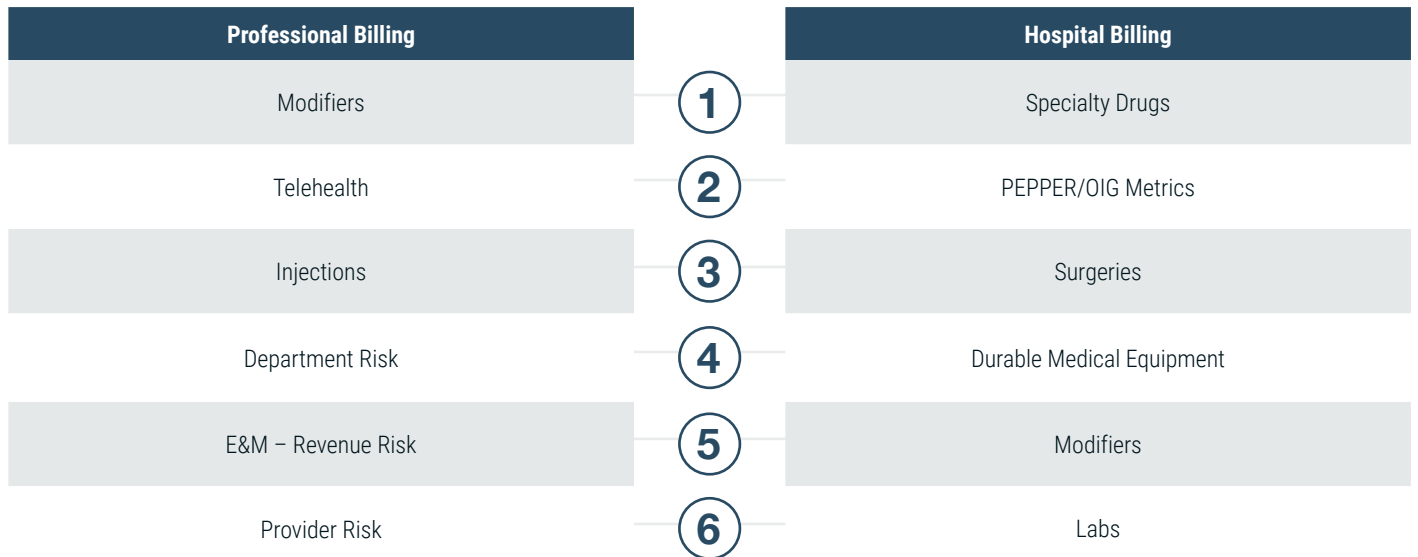 Professional Billing
Hospital Billing
Modifiers
1
Specialty Drugs
Telehealth
2
PEPPER/OIG Metrics
Injections
3
Surgeries
Department Risk
4
Durable Medical Equipment
E&M – Revenue Risk
5
Modifiers
Provider Risk
6
Labs